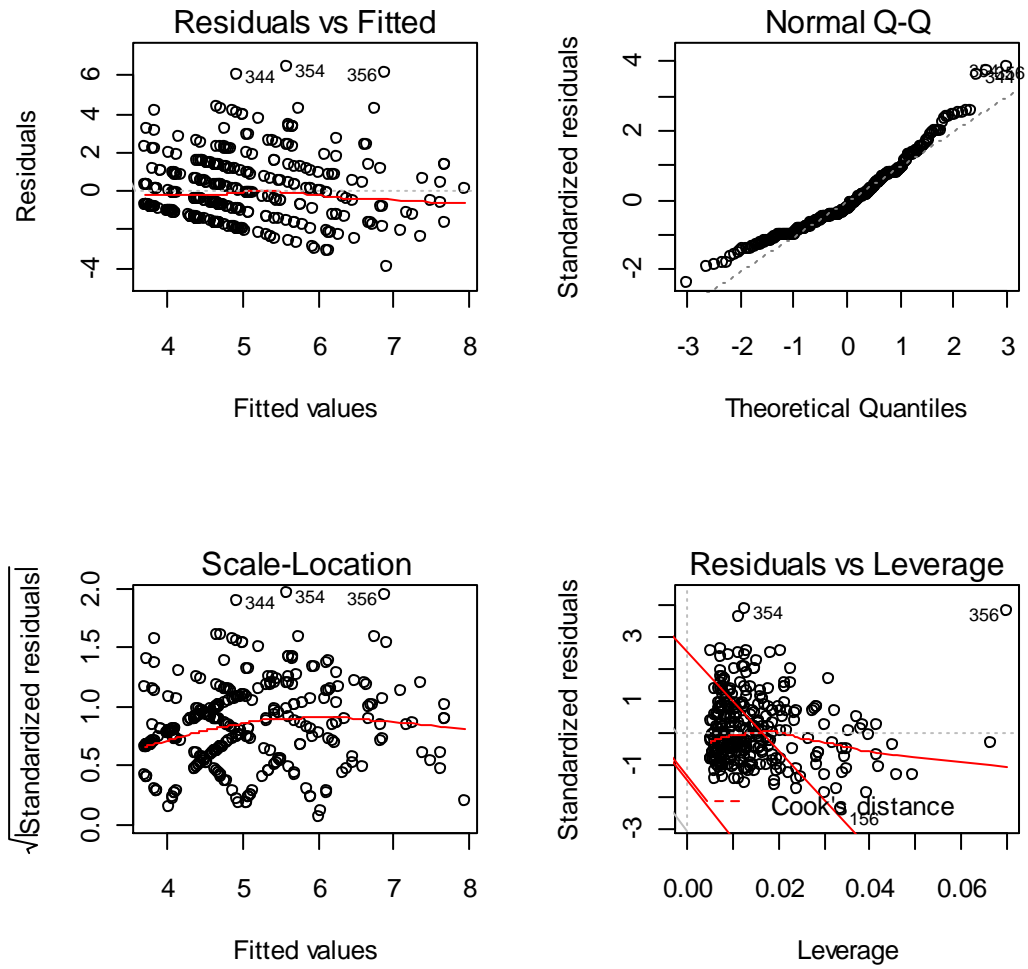 Residuals vs Fitted
Residuals
6
4
2
0
-4
344
354
356
4 5 6 7 8
Fitted values
Normal Q-Q
Standardized residuals
4
2
0
-2
-3 -2 -1 0 1 2 3
Theoretical Quantiles
Scale-Location
√|Standardized residuals|
2.0
1.5
1.0
0.5
0.0
344
354
356
4 5 6 7 8
Fitted values
Residuals vs Leverage
Standardized residuals
3
1
-1
-3
354
356
Cook's distance
156
0.00 0.02 0.04 0.06
Leverage